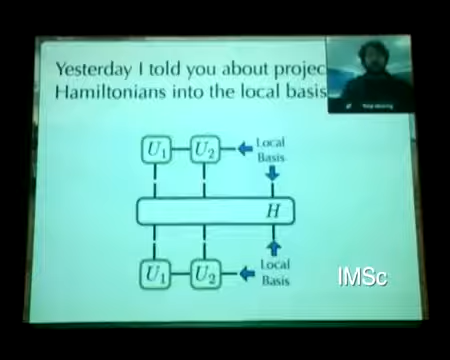 Yesterday I told you about projec
Hamiltonians into the local basis
U1 U2 Local
Basis
H
U1 U2 Local
Basis
IMSc